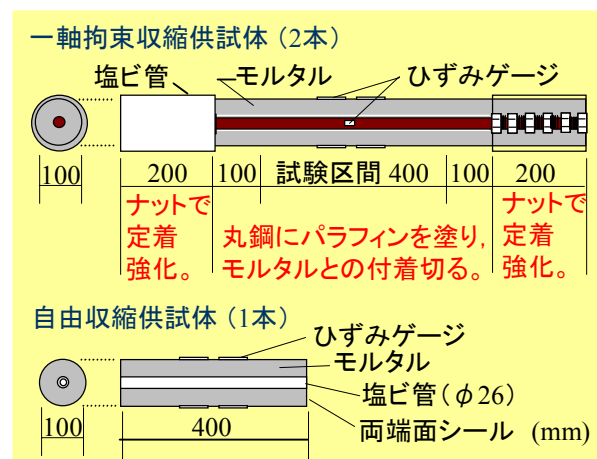 一軸拘束収縮供試体（2本）
塩ビ管 モルタル ひずみゲージ
100 200 100 試験区間 400 100 200
ナットで
定着
強化。
丸鋼にパラフィンを塗り,
モルタルとの付着切る。
ナットで
定着
強化。
自由収縮供試体（1本）
ひずみゲージ
モルタル
塩ビ管(φ26)
両端面シール (mm)
100 400